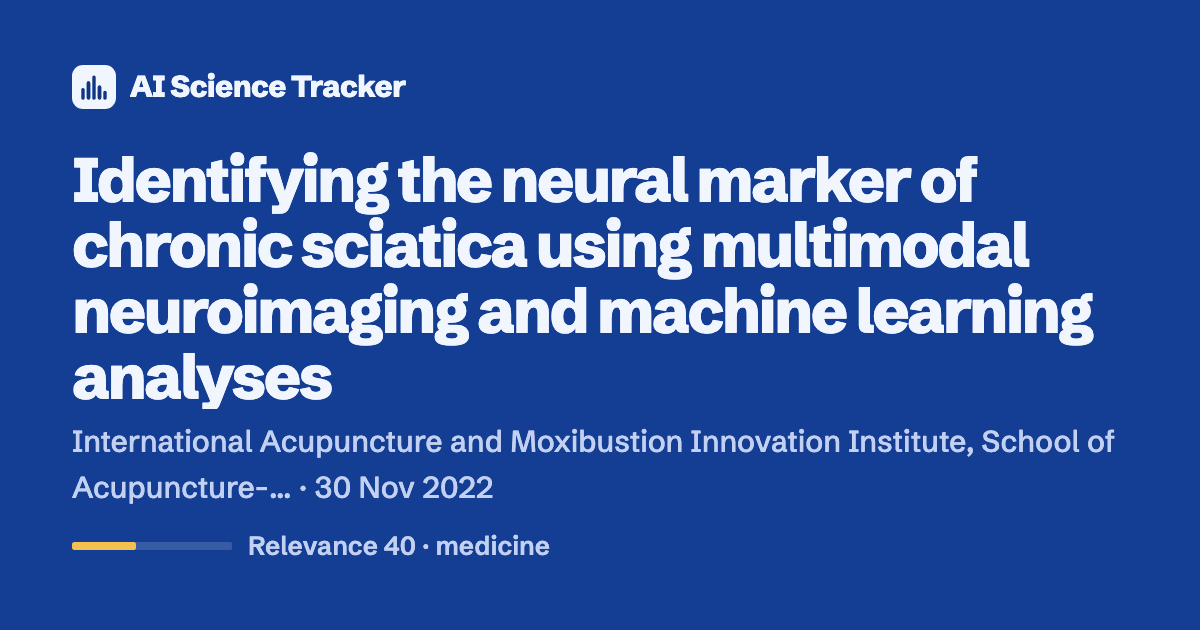 AI Science Tracker
Identifying the neural marker of
chronic sciatica using multimodal
neuroimaging and machine learning
analyses
International Acupuncture and Moxibustion Innovation Institute, School of
Acupuncture-… · 30 Nov 2022
Relevance 40 · medicine